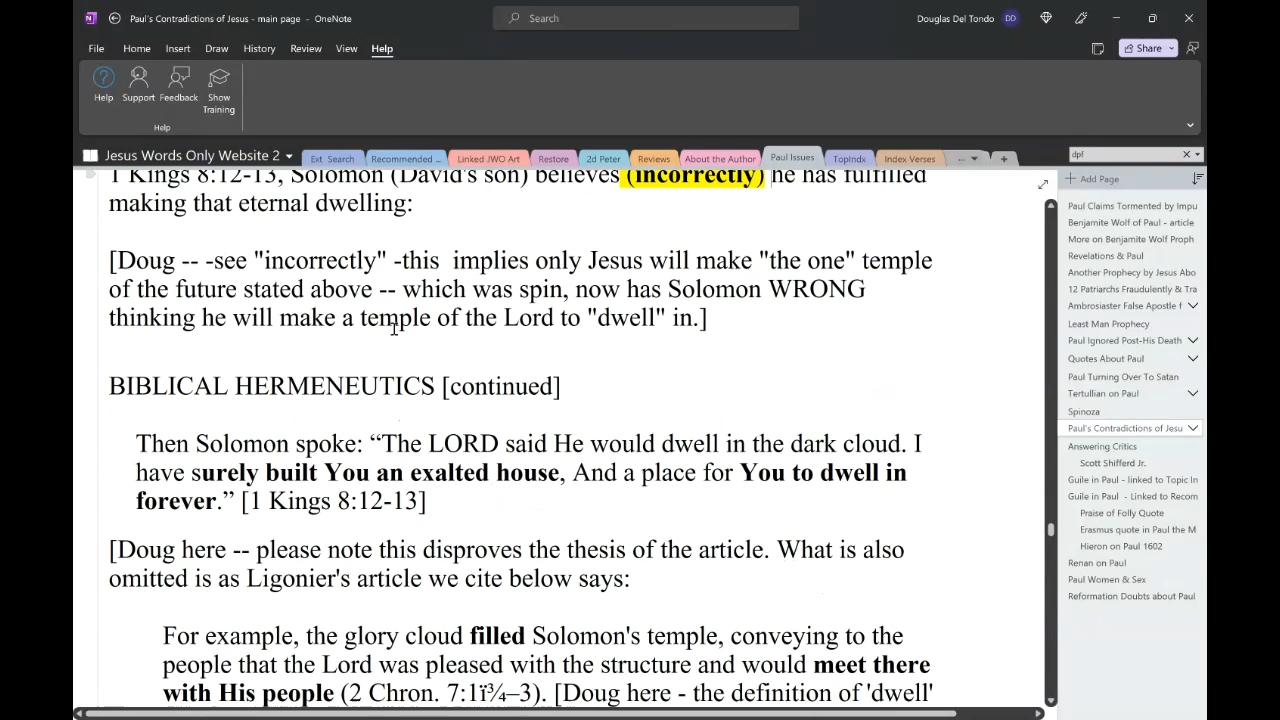 Paul's Contradictions of Jesus - main page - OneNote
Search
Douglas Del Tondo
DD
File Home Insert Draw History Review View Help
Share
Help Support Feedback Show Training
Help
Jesus Words Only Website 2
Ext Search Recommended ... Linked JWO Art Restore 2d Peter Reviews About the Author Paul Issues TopIndx Index Verses ... +
dpf
1 Kings 8:12-13, Solomon (David's son) believes (incorrectly) he has fulfilled
making that eternal dwelling:
[Doug -- -see "incorrectly" -this  implies only Jesus will make "the one" temple
of the future stated above -- which was spin, now has Solomon WRONG
thinking he will make a temple of the Lord to "dwell" in.]
BIBLICAL HERMENEUTICS [continued]
Then Solomon spoke: “The LORD said He would dwell in the dark cloud. I
have surely built You an exalted house, And a place for You to dwell in
forever.” [1 Kings 8:12-13]
[Doug here -- please note this disproves the thesis of the article. What is also
omitted is as Ligonier's article we cite below says:
For example, the glory cloud filled Solomon's temple, conveying to the
people that the Lord was pleased with the structure and would meet there
with His people (2 Chron. 7:1ï¾–3). [Doug here - the definition of 'dwell'
Add Page
Paul Claims Tormented by Impu
Benjamite Wolf of Paul - article
More on Benjamite Wolf Proph
Revelations & Paul
Another Prophecy by Jesus Abo
12 Patriarchs Fraudulently & Tra
Ambrosiaster False Apostle f
Least Man Prophecy
Paul Ignored Post-His Death
Quotes About Paul
Paul Turning Over To Satan
Tertullian on Paul
Spinoza
Paul's Contradictions of Jesu
Answering Critics
Scott Shifferd Jr.
Guile in Paul - linked to Topic In
Guile in Paul  - Linked to Recom
Praise of Folly Quote
Erasmus quote in Paul the M
Hieron on Paul 1602
Renan on Paul
Paul Women & Sex
Reformation Doubts about Paul